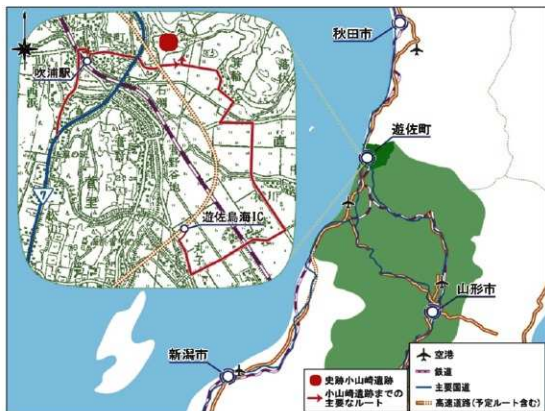 秋田市
吹浦駅
遊佐町
遊佐鳥海IC
山形市
新潟市
7
史跡小山崎遺跡
小山崎遺跡までの
主要なルート
空港
鉄道
主要国道
高速道路(予定ルート含む)